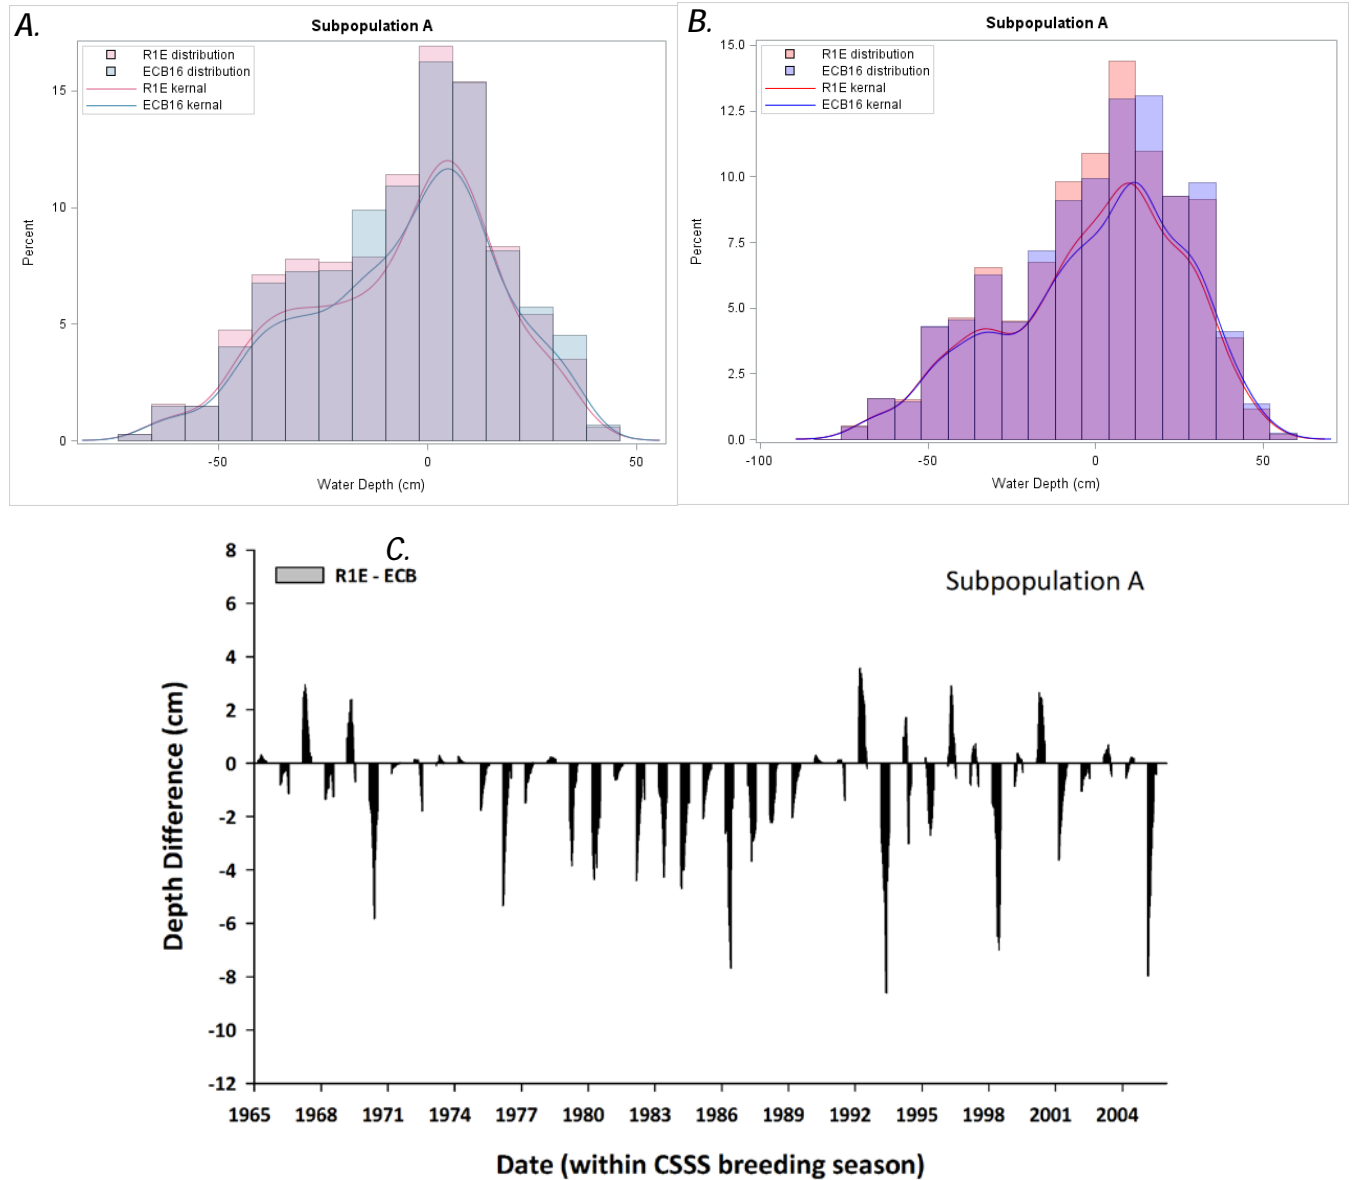 A.
Subpopulation A
R1E distribution
ECB16 distribution
R1E kernal
ECB16 kernal
15
10
5
0
Percent
-50
0
50
Water Depth (cm)
B.
Subpopulation A
R1E distribution
ECB16 distribution
R1E kernal
ECB16 kernal
15.0
12.5
10.0
7.5
5.0
2.5
0.0
Percent
-100
-50
0
50
Water Depth (cm)
C.
R1E - ECB
Subpopulation A
8
6
4
2
0
-2
-4
-6
-8
-10
-12
Depth Difference (cm)
1965 1968 1971 1974 1977 1980 1983 1986 1989 1992 1995 1998 2001 2004
Date (within CSSS breeding season)